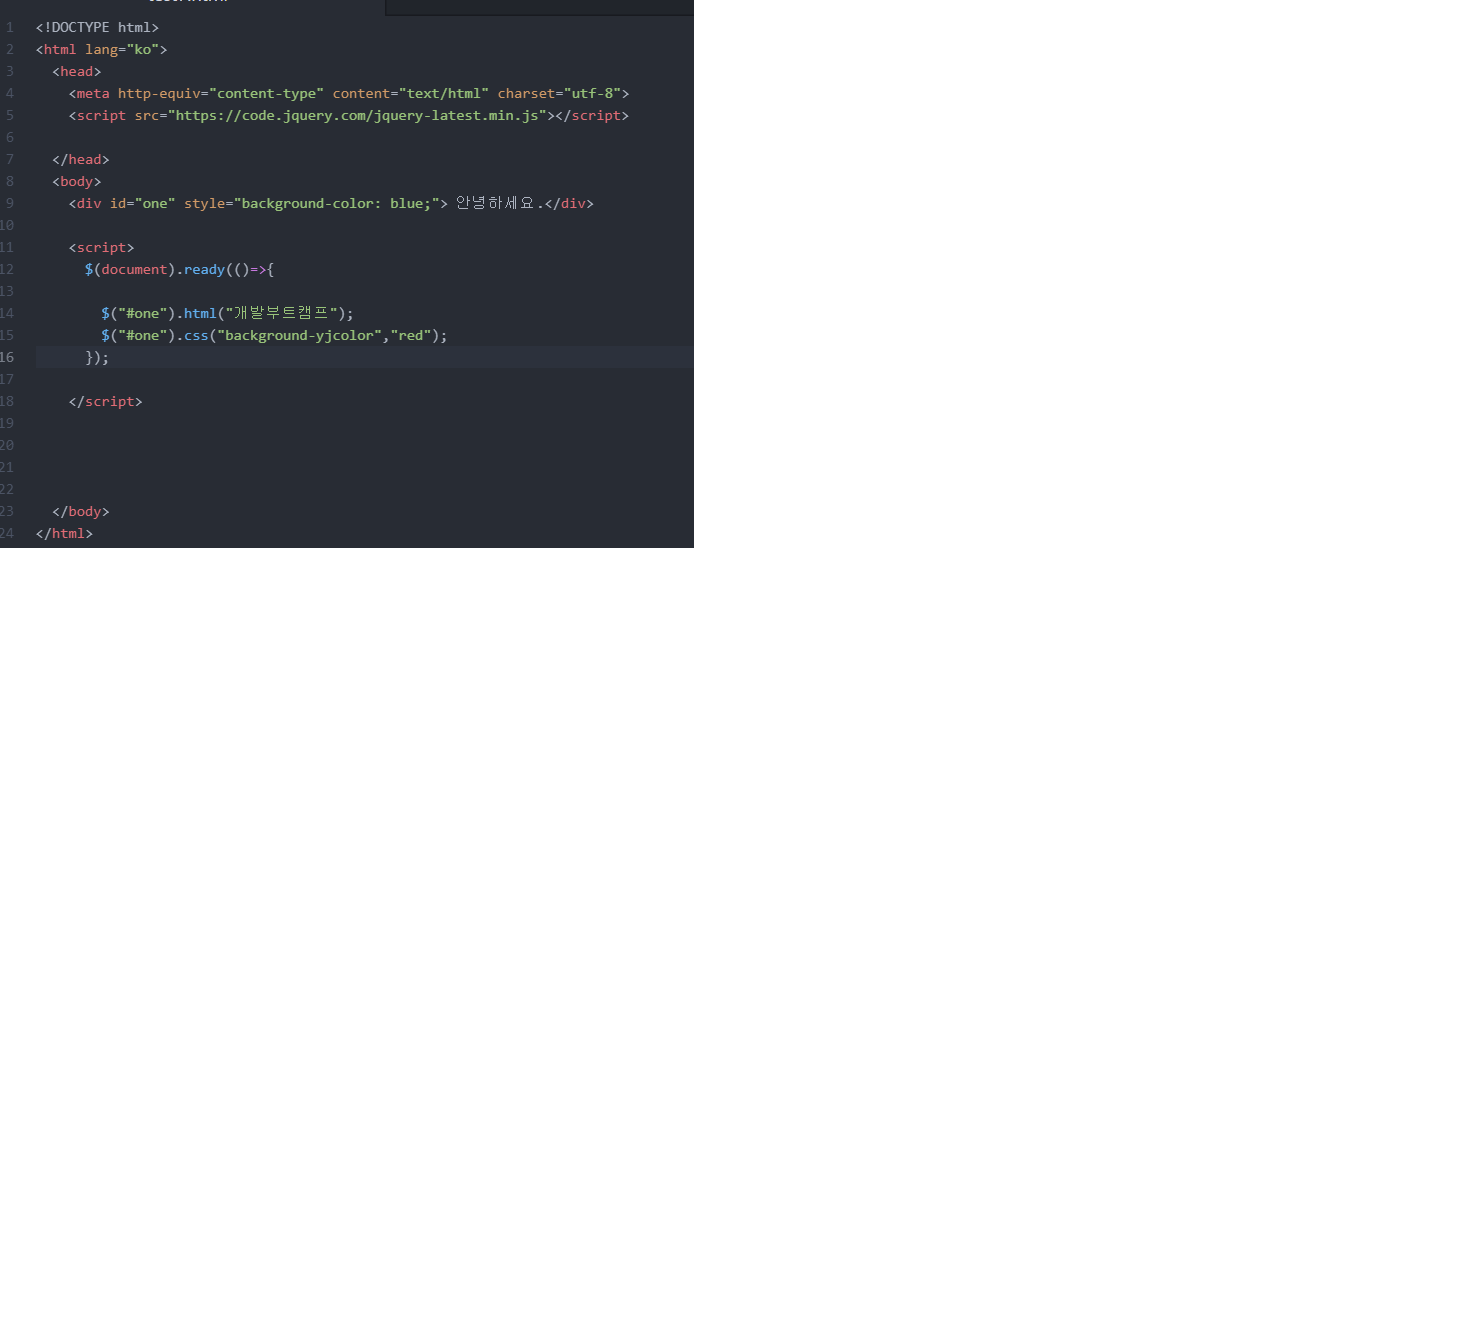 1 <!DOCTYPE html>
2 <html lang="ko">
3 <head>
4 <meta http-equiv="content-type" content="text/html" charset="utf-8">
5 <script src="https://code.jquery.com/jquery-latest.min.js"></script>
6
7 </head>
8 <body>
9 <div id="one" style="background-color: blue;"> 안녕하세요.</div>
10
11 <script>
12 $(document).ready(()=>{
13
14 $("#one").html("개발부트캠프");
15 $("#one").css("background-yjcolor","red");
16 });
17
18 </script>
19
20
21
22
23 </body>
24 </html>